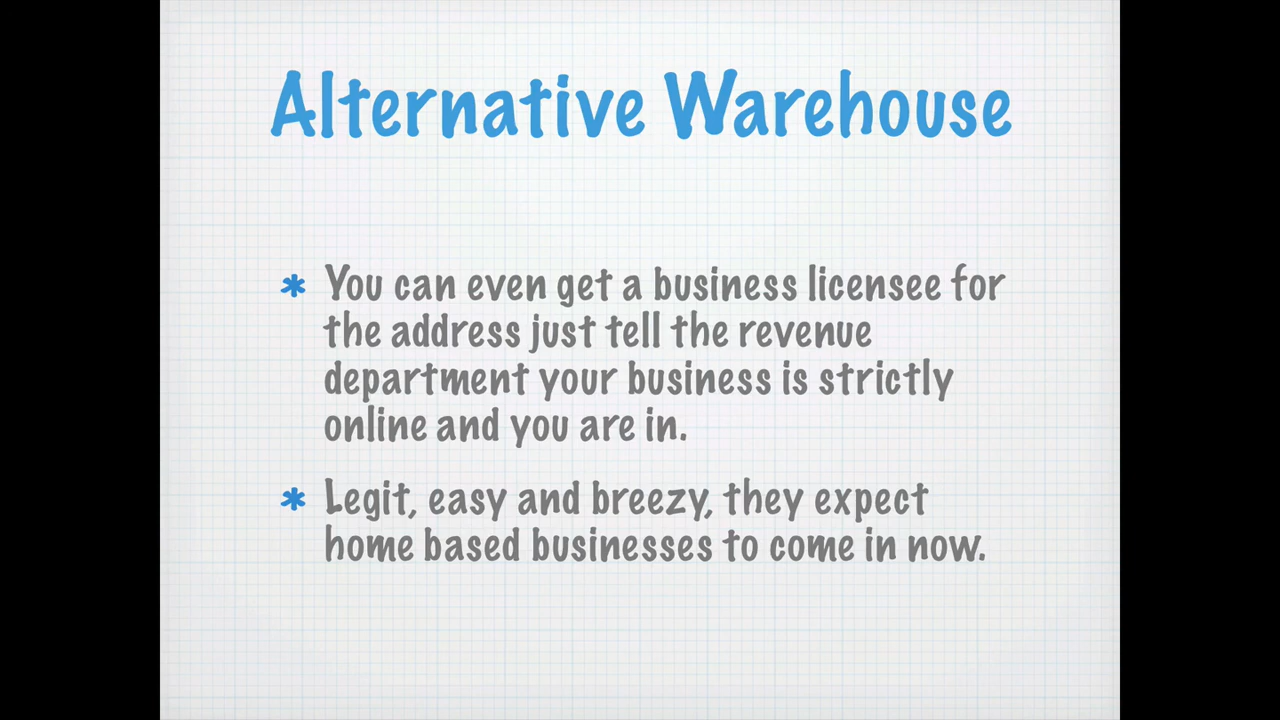 Alternative Warehouse
* You can even get a business licensee for
the address just tell the revenue
department your business is strictly
online and you are in.
* Legit, easy and breezy, they expect
home based businesses to come in now.